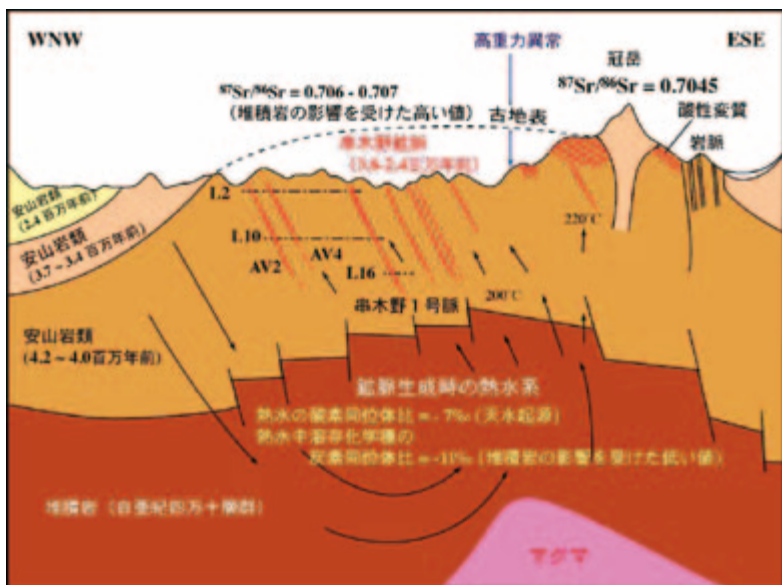 WNW
ESE
高重力異常
冠岳
⁸⁷Sr/⁸⁶Sr = 0.7045
⁸⁷Sr/⁸⁶Sr = 0.706 - 0.707
(堆積岩の影響を受けた高い値)
古地表
酸性変質
岩脈
串木野鉱脈
(3.6-2.4百万年前)
安山岩類
(2.4 百万年前)
安山岩類
(3.7 ~ 3.4 百万年前)
L2
L10
AV2
AV4
L16
220℃
200℃
串木野1号脈
安山岩類
(4.2 ~ 4.0百万年前)
鉱脈生成時の熱水系
熱水の酸素同位体比 = - 7‰ (天水起源)
熱水中溶存化学種の
炭素同位体比 = -11‰ (堆積岩の影響を受けた低い値)
堆積岩 (白亜紀四万十層群)
マグマ